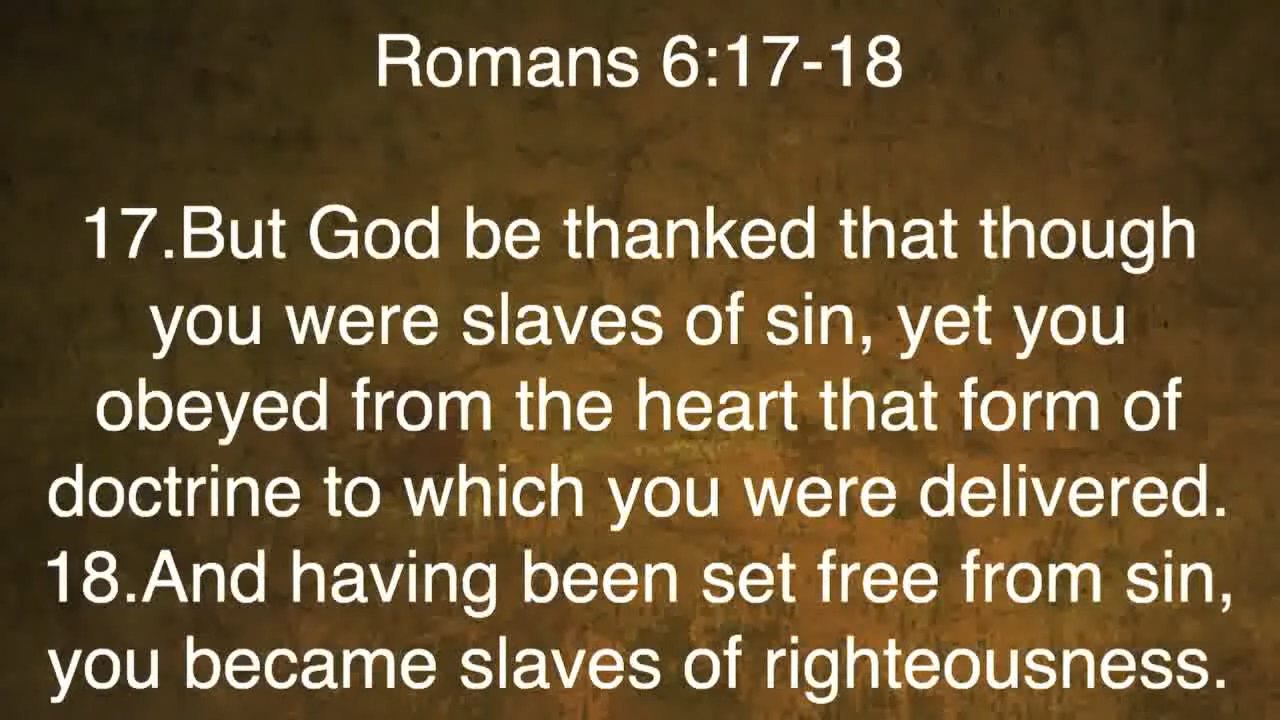 Romans 6:17-18
17.But God be thanked that though
you were slaves of sin, yet you
obeyed from the heart that form of
doctrine to which you were delivered.
18.And having been set free from sin,
you became slaves of righteousness.